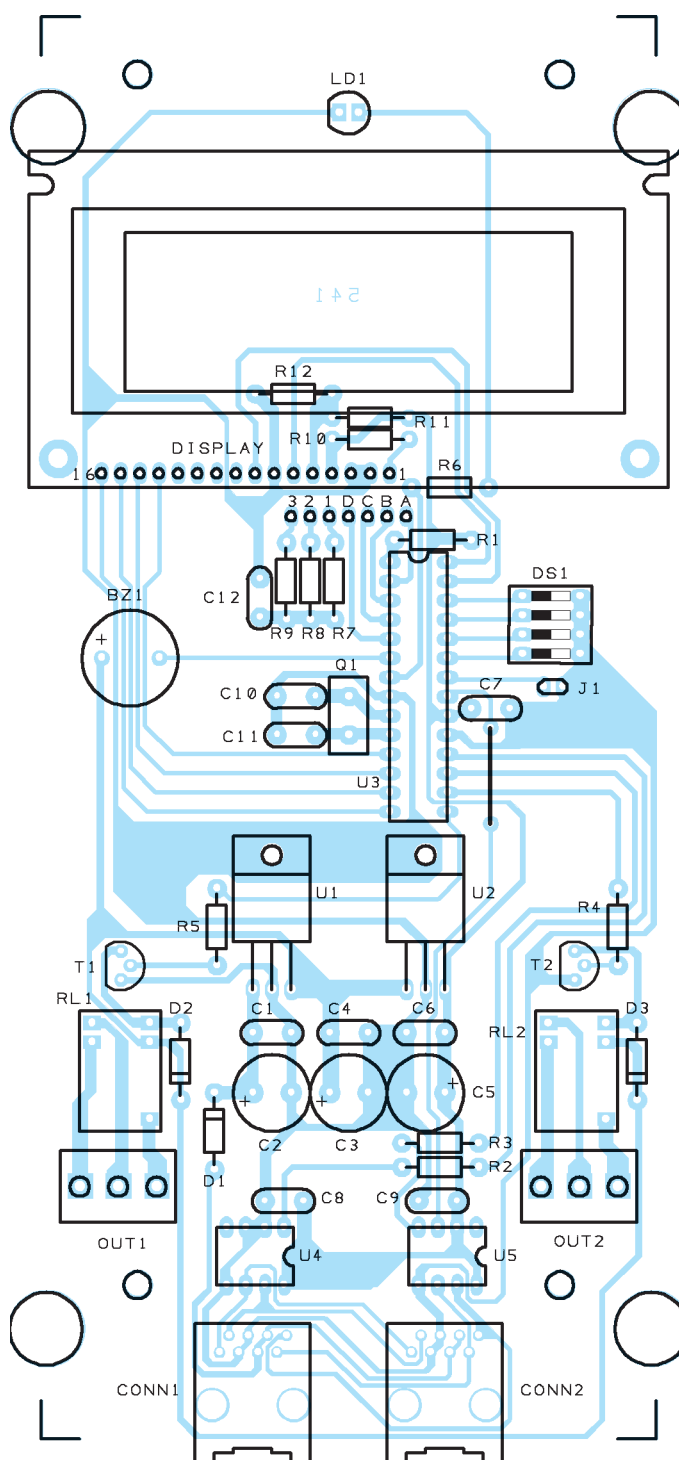 LD1
541
R12
R11
R10
DISPLAY
16
1
R6
3 2 1 D C B A
R1
DS1
C12
BZ1
+
R9 R8 R7
Q1
C10
C7
J1
C11
U3
U1
U2
R5
R4
T1
T2
RL1
D2
C1
C4
C6
RL2
D3
+
+
+
C5
C2
C3
R3
R2
D1
C8
C9
OUT1
U4
U5
OUT2
CONN1
CONN2